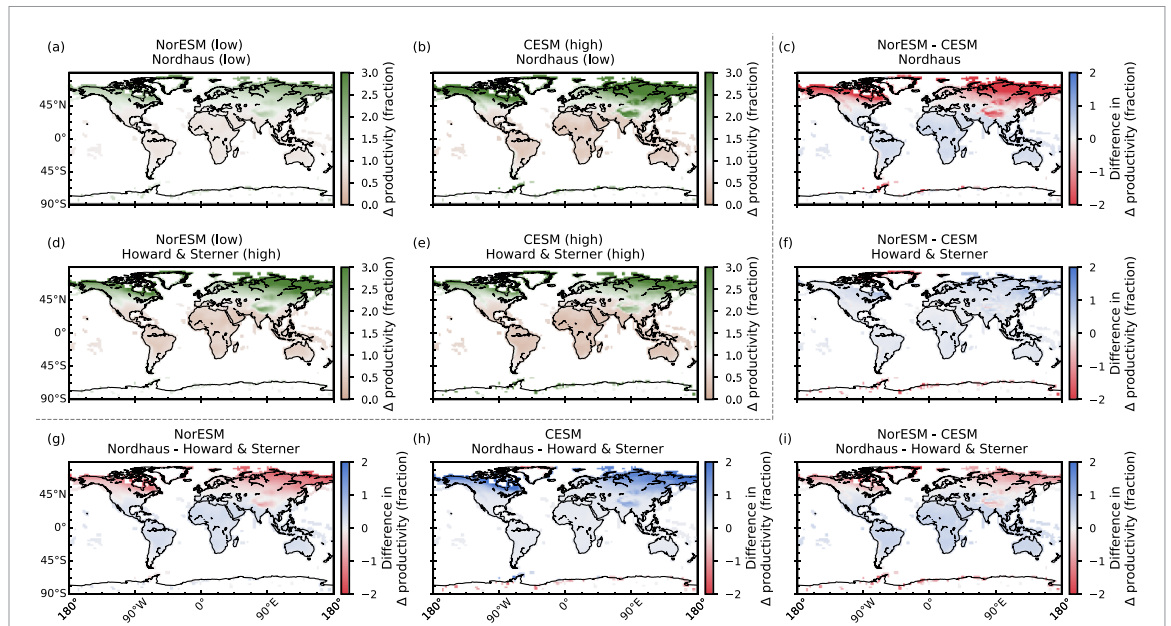 (a) NorESM (low)
Nordhaus (low)
(b) CESM (high)
Nordhaus (low)
(c) NorESM - CESM
Nordhaus
45°N
0°
45°S
90°S
3.0
2.5
2.0
1.5
1.0
0.5
0.0
Δ productivity (fraction)
3.0
2.5
2.0
1.5
1.0
0.5
0.0
Δ productivity (fraction)
2
1
0
−1
−2
Difference in
Δ productivity (fraction)
(d) NorESM (low)
Howard & Sterner (high)
(e) CESM (high)
Howard & Sterner (high)
(f) NorESM - CESM
Howard & Sterner
45°N
0°
45°S
90°S
3.0
2.5
2.0
1.5
1.0
0.5
0.0
Δ productivity (fraction)
3.0
2.5
2.0
1.5
1.0
0.5
0.0
Δ productivity (fraction)
2
1
0
−1
−2
Difference in
Δ productivity (fraction)
(g) NorESM
Nordhaus - Howard & Sterner
(h) CESM
Nordhaus - Howard & Sterner
(i) NorESM - CESM
Nordhaus - Howard & Sterner
45°N
0°
45°S
90°S
2
1
0
−1
−2
Difference in
Δ productivity (fraction)
2
1
0
−1
−2
Difference in
Δ productivity (fraction)
2
1
0
−1
−2
Difference in
Δ productivity (fraction)
180° 90°W 0° 90°E 180°
180° 90°W 0° 90°E 180°
180° 90°W 0° 90°E 180°